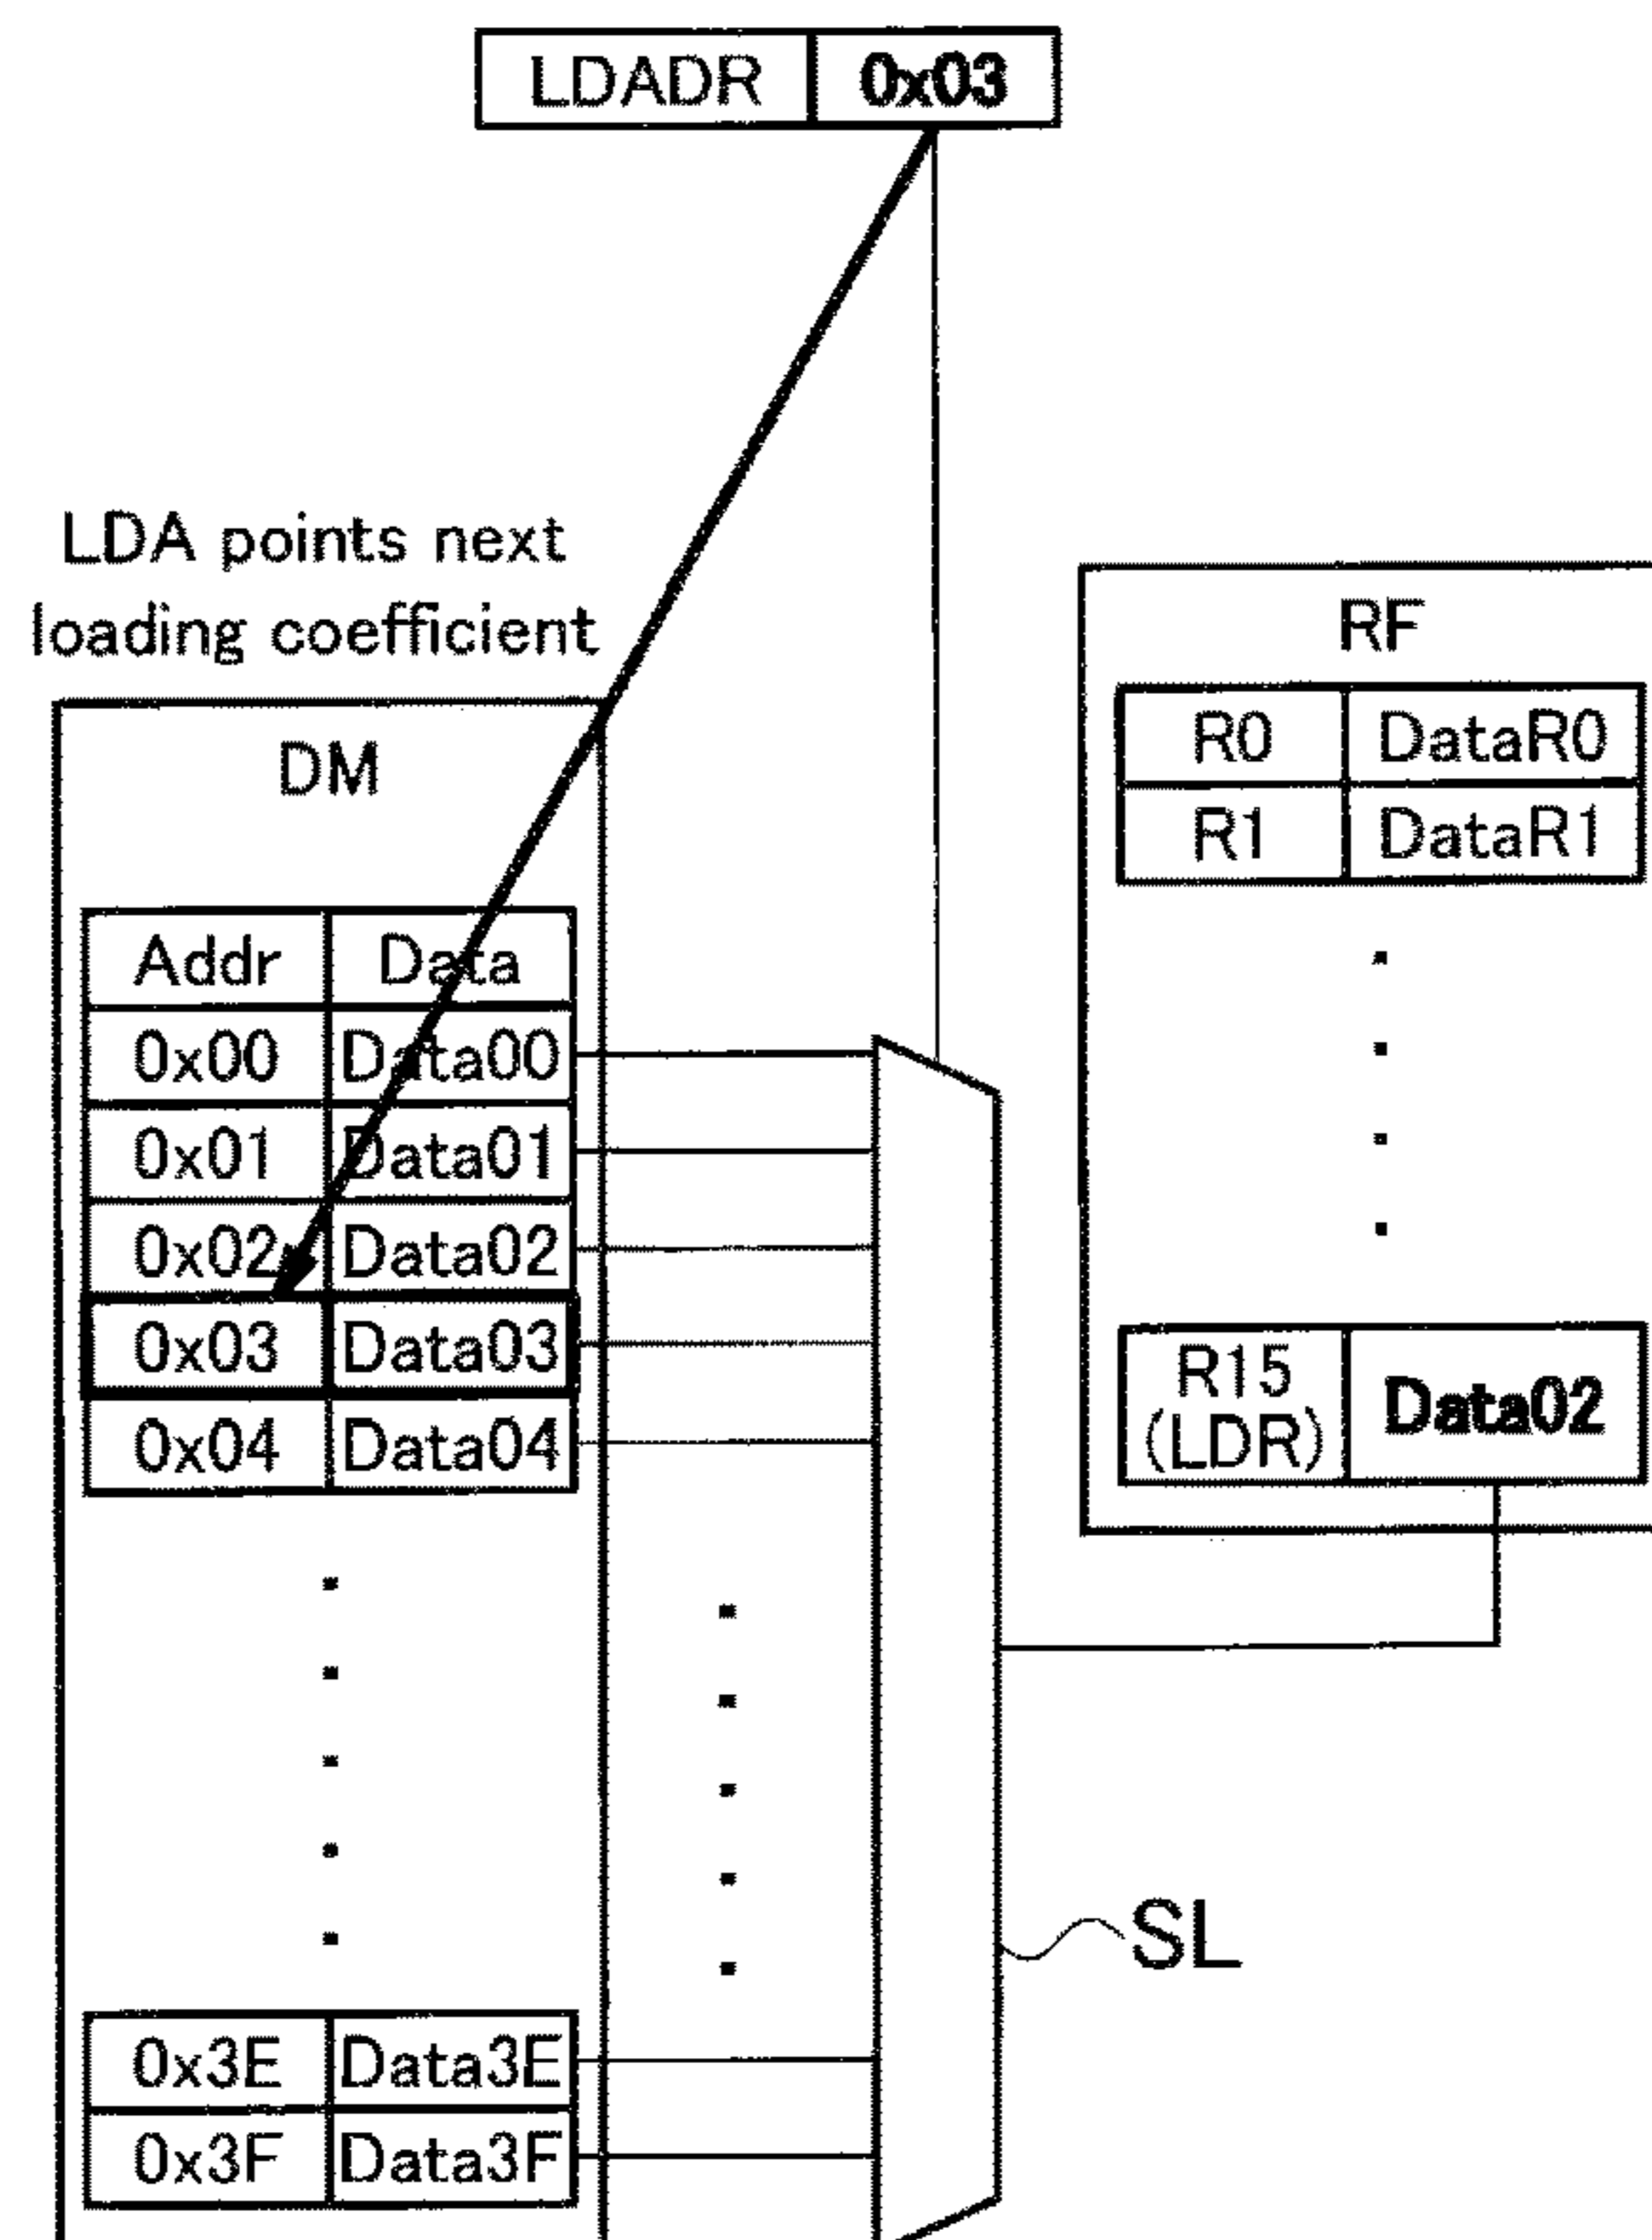 LDADR 0x03
LDA points next
loading coefficient
DM
Addr Data
0x00 Data00
0x01 Data01
0x02 Data02
0x03 Data03
0x04 Data04
0x3E Data3E
0x3F Data3F
RF
R0 DataR0
R1 DataR1
R15
(LDR)
Data02
SL